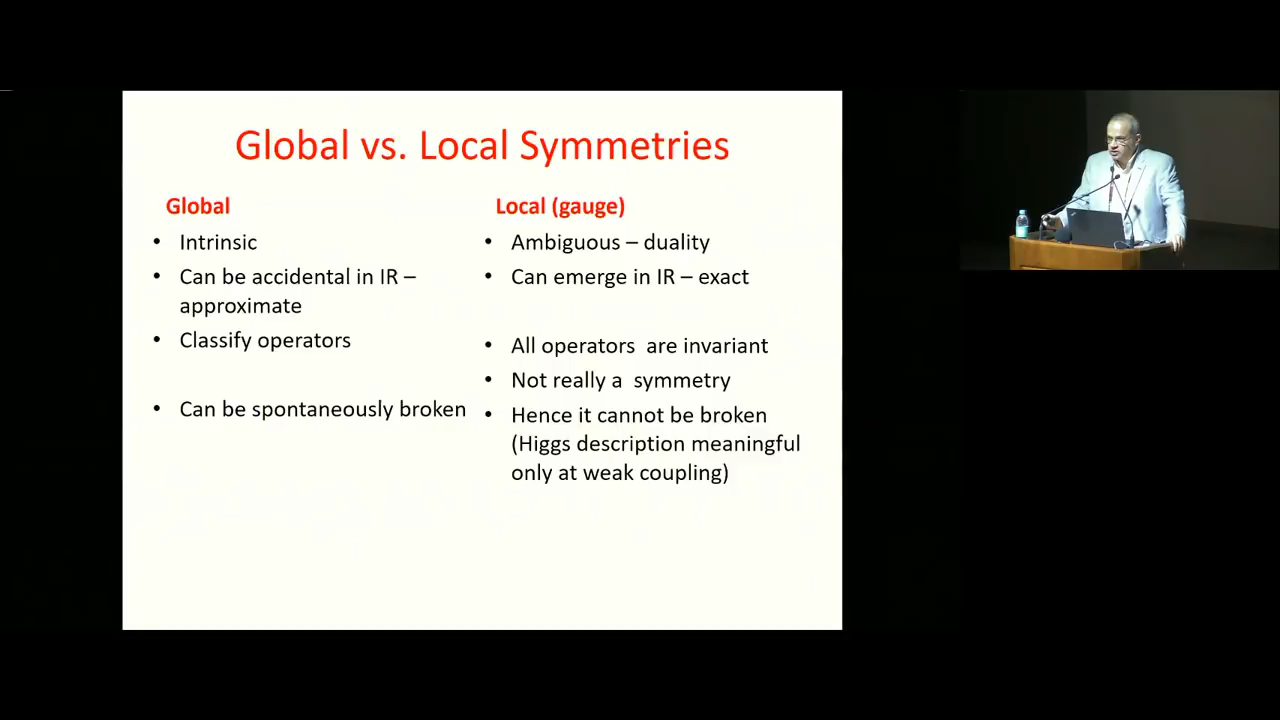 Global vs. Local Symmetries
Global
• Intrinsic
• Can be accidental in IR –
approximate
• Classify operators
• Can be spontaneously broken
Local (gauge)
• Ambiguous – duality
• Can emerge in IR – exact
• All operators are invariant
• Not really a symmetry
• Hence it cannot be broken
(Higgs description meaningful
only at weak coupling)